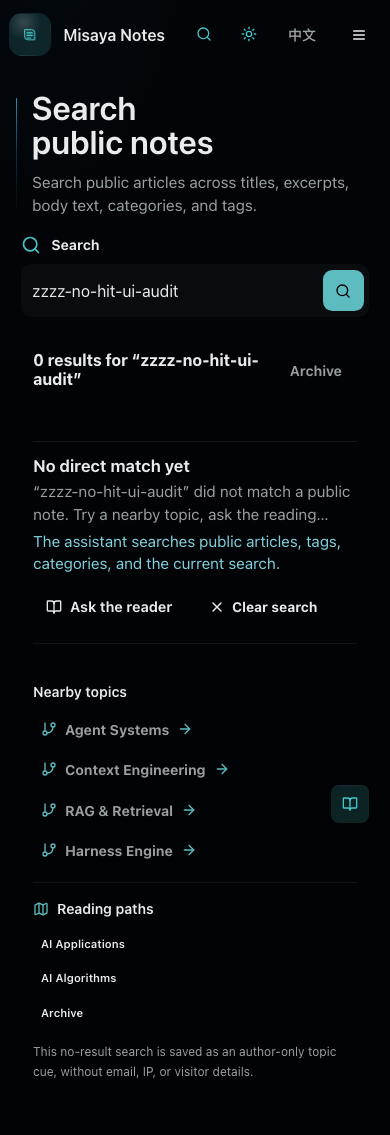 Misaya Notes
中文
Search
public notes
Search public articles across titles, excerpts,
body text, categories, and tags.
Search
zzzz-no-hit-ui-audit
0 results for “zzzz-no-hit-ui-
audit”
Archive
No direct match yet
“zzzz-no-hit-ui-audit” did not match a public
note. Try a nearby topic, ask the reading...
The assistant searches public articles, tags,
categories, and the current search.
Ask the reader
Clear search
Nearby topics
Agent Systems
Context Engineering
RAG & Retrieval
Harness Engine
Reading paths
AI Applications
AI Algorithms
Archive
This no-result search is saved as an author-only topic
cue, without email, IP, or visitor details.